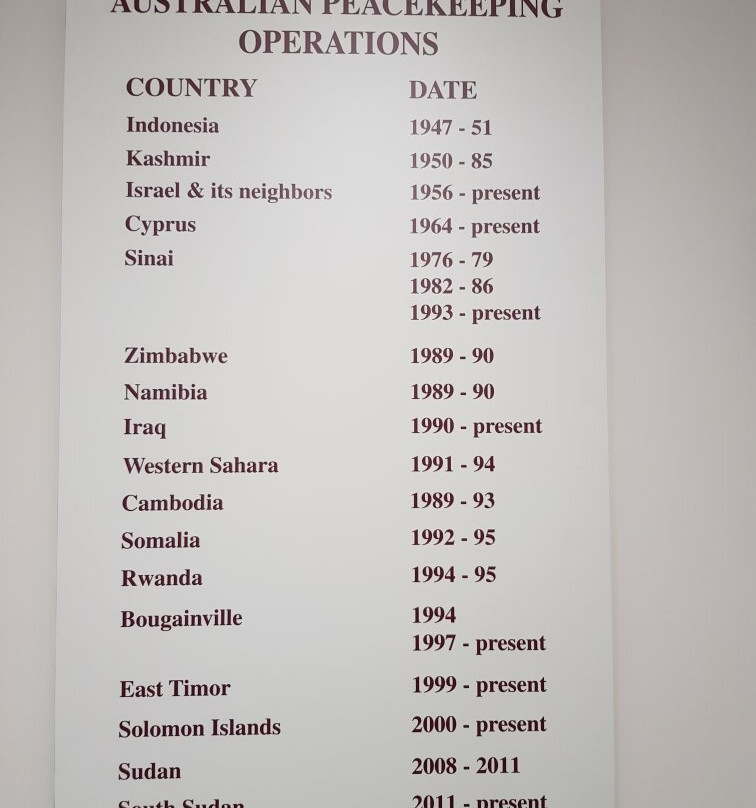 AUSTRALIAN PEACEKEEPING
OPERATIONS
COUNTRY DATE
Indonesia 1947 - 51
Kashmir 1950 - 85
Israel & its neighbors 1956 - present
Cyprus 1964 - present
Sinai 1976 - 79
1982 - 86
1993 - present
Zimbabwe 1989 - 90
Namibia 1989 - 90
Iraq 1990 - present
Western Sahara 1991 - 94
Cambodia 1989 - 93
Somalia 1992 - 95
Rwanda 1994 - 95
Bougainville 1994
1997 - present
East Timor 1999 - present
Solomon Islands 2000 - present
Sudan 2008 - 2011
South Sudan 2011 - present